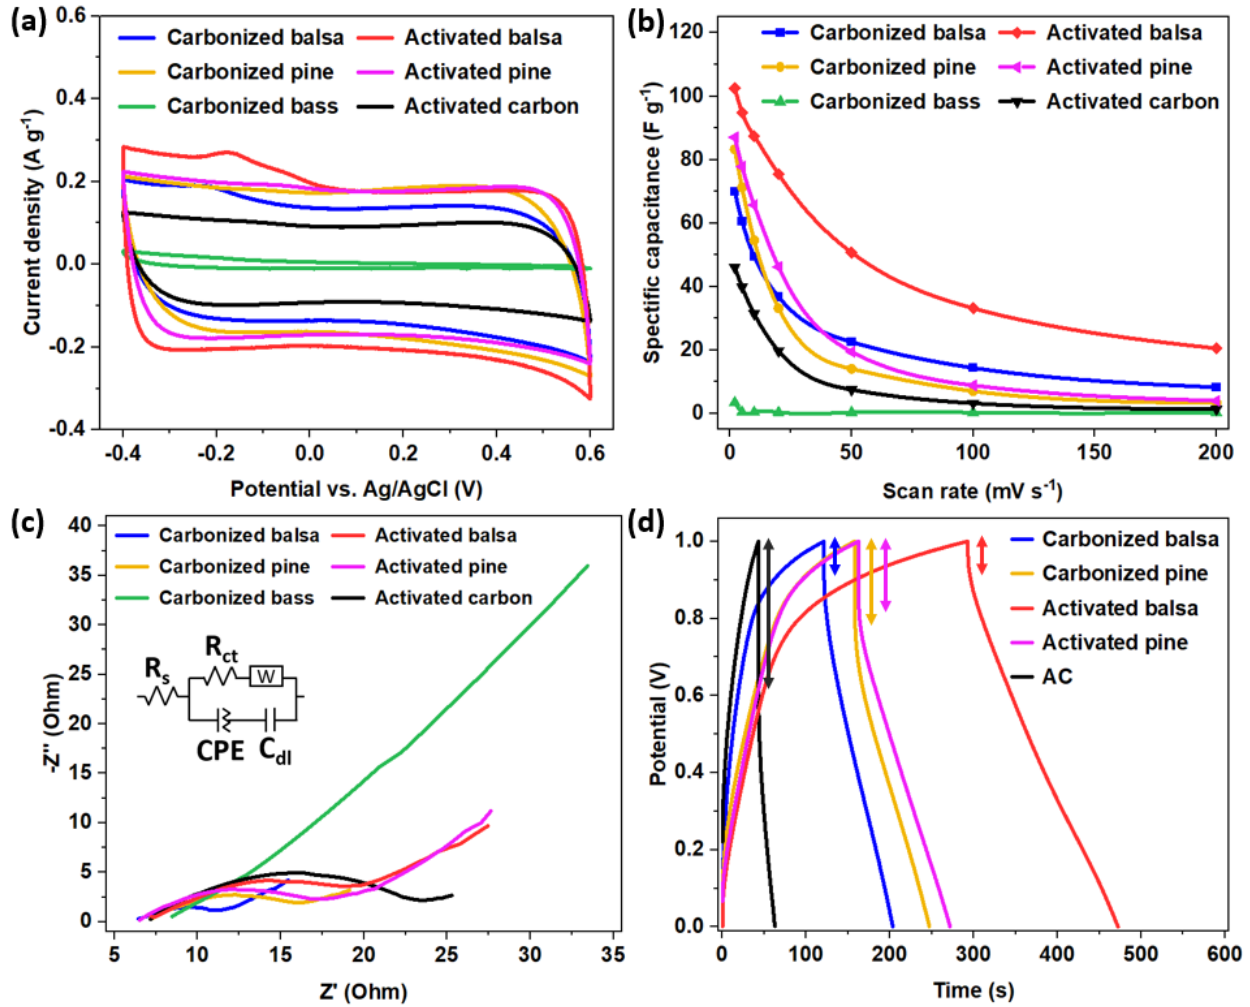 (a)
0.6
0.4
0.2
0.0
-0.2
-0.4
Current density (A g⁻¹)
Carbonized balsa
Activated balsa
Carbonized pine
Activated pine
Carbonized bass
Activated carbon
-0.4
-0.2
0.0
0.2
0.4
0.6
Potential vs. Ag/AgCl (V)
(b)
120
100
80
60
40
20
0
Spectific capacitance (F g⁻¹)
Carbonized balsa
Activated balsa
Carbonized pine
Activated pine
Carbonized bass
Activated carbon
0
50
100
150
200
Scan rate (mV s⁻¹)
(c)
40
35
30
25
20
15
10
5
0
-Z'' (Ohm)
Carbonized balsa
Activated balsa
Carbonized pine
Activated pine
Carbonized bass
Activated carbon
Rs
Rct
W
CPE
Cdl
5
10
15
20
25
30
35
Z' (Ohm)
(d)
1.0
0.8
0.6
0.4
0.2
0.0
Potential (V)
Carbonized balsa
Carbonized pine
Activated balsa
Activated pine
AC
0
100
200
300
400
500
600
Time (s)